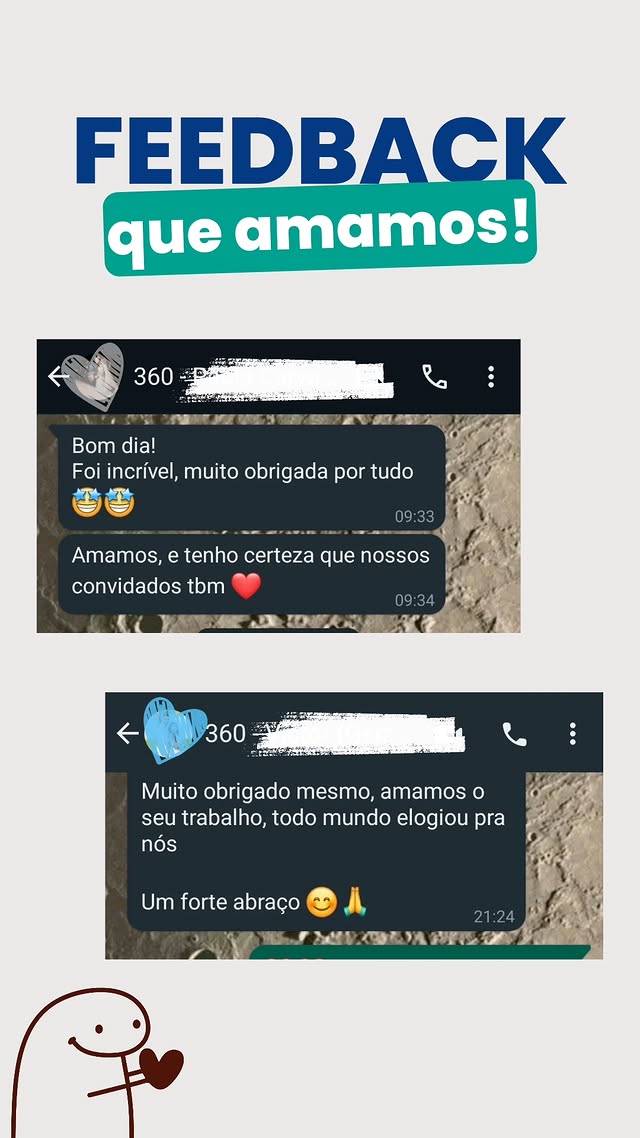 FEEDBACK
que amamos!
360 -
Bom dia!
Foi incrível, muito obrigada por tudo
🤩🤩
09:33
Amamos, e tenho certeza que nossos
convidados tbm ❤️
09:34
360 -
Muito obrigado mesmo, amamos o
seu trabalho, todo mundo elogiou pra
nós
Um forte abraço 😊🙏
21:24